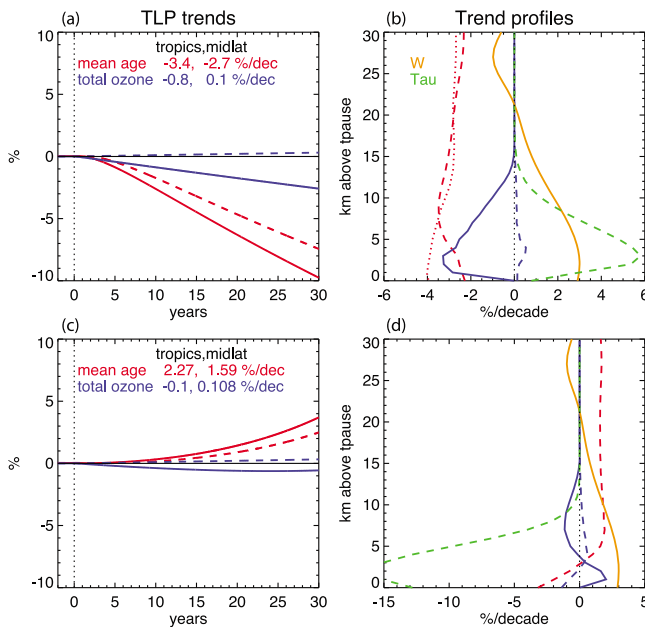 TLP trends
Trend profiles
(a)
tropics,midlat
mean age -3.4, -2.7 %/dec
total ozone -0.8, 0.1 %/dec
10
5
0
-5
-10
%
0 5 10 15 20 25 30
years
(b)
W
Tau
30
25
20
15
10
5
0
km above tpause
-6 -4 -2 0 2 4 6
%/decade
(c)
tropics,midlat
mean age 2.27, 1.59 %/dec
total ozone -0.1, 0.108 %/dec
10
5
0
-5
-10
%
0 5 10 15 20 25 30
years
(d)
30
25
20
15
10
5
0
km above tpause
-15 -10 -5 0 5
%/decade